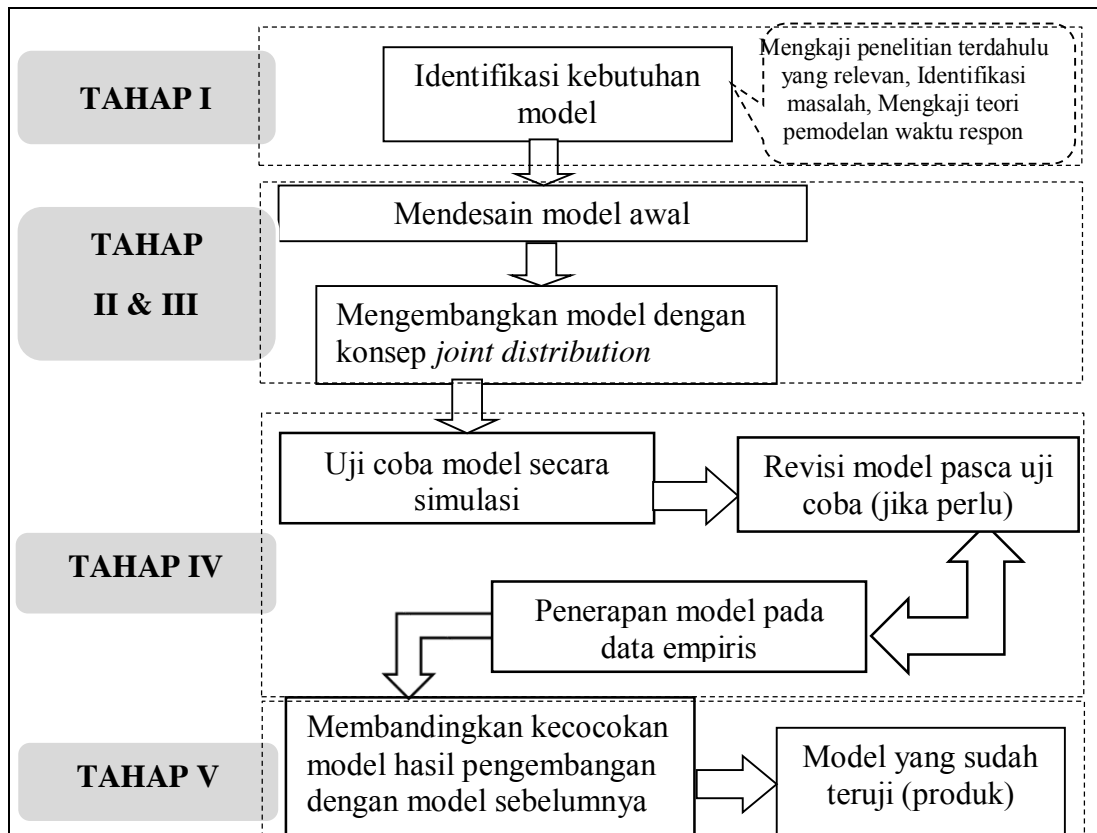 TAHAP I
Identifikasi kebutuhan
model
Mengkaji penelitian terdahulu
yang relevan, Identifikasi
masalah, Mengkaji teori
pemodelan waktu respon
TAHAP
II & III
Mendesain model awal
Mengembangkan model dengan
konsep joint distribution
TAHAP IV
Uji coba model secara
simulasi
Revisi model pasca uji
coba (jika perlu)
Penerapan model pada
data empiris
TAHAP V
Membandingkan kecocokan
model hasil pengembangan
dengan model sebelumnya
Model yang sudah
teruji (produk)